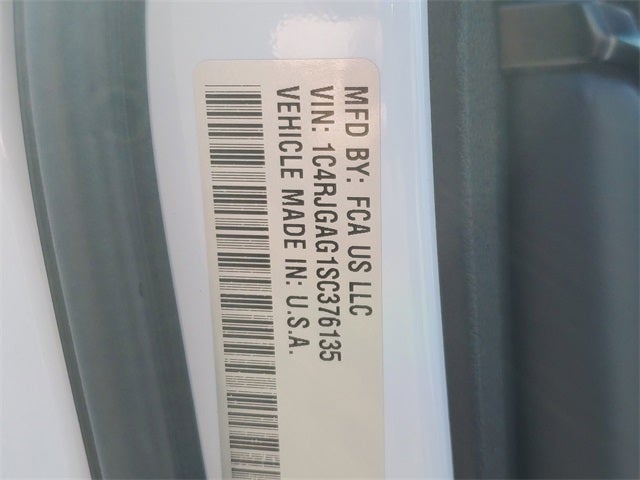 MFD BY: FCA US LLC
VIN: 1C4RJGAG1SC376135
VEHICLE MADE IN: U.S.A.